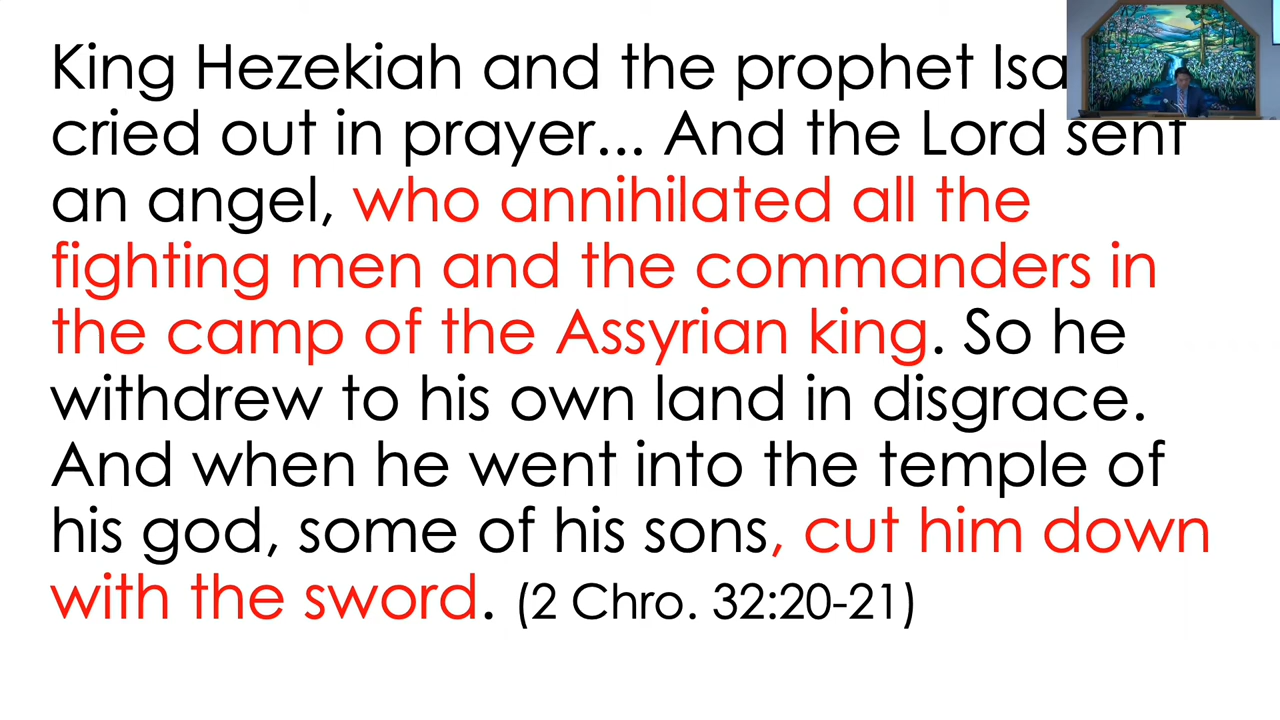 King Hezekiah and the prophet
cried out in prayer... And the Lord sent
an angel, who annihilated all the
fighting men and the commanders in
the camp of the Assyrian king. So he
withdrew to his own land in disgrace.
And when he went into the temple of
his god, some of his sons, cut him down
with the sword. (2 Chro. 32:20-21)